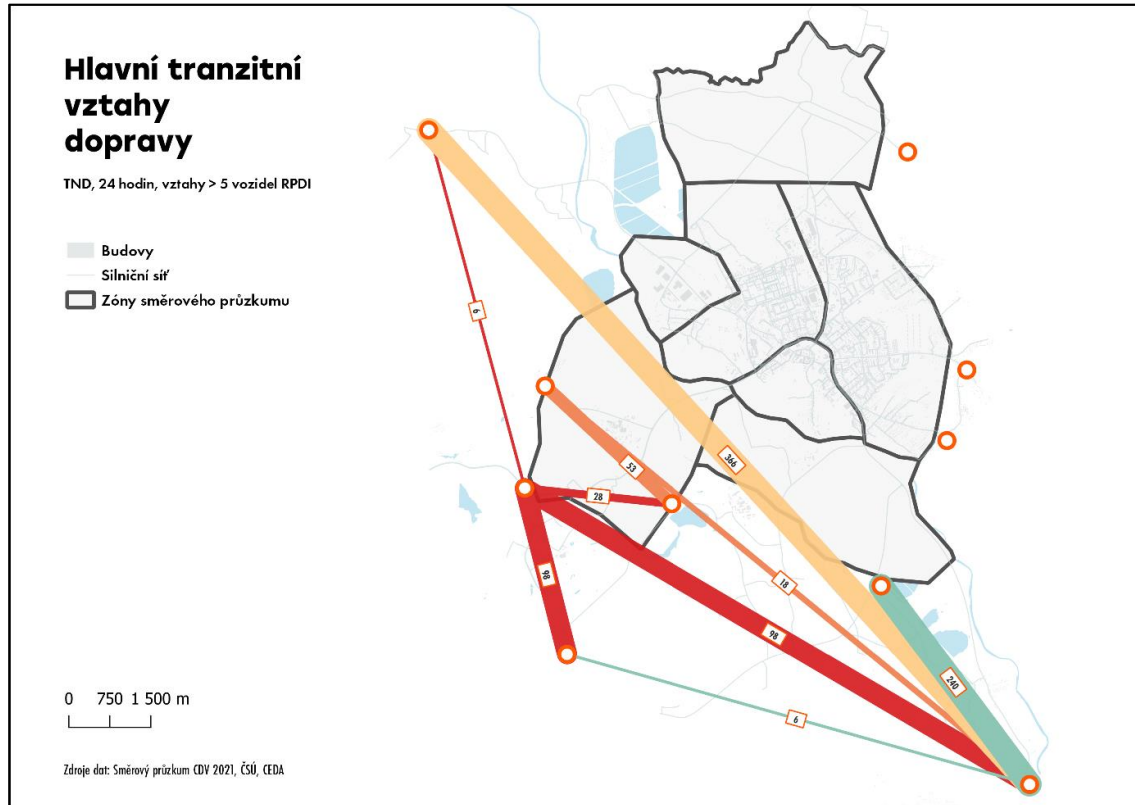 Hlavní tranzitní
vztahy
dopravy
TND, 24 hodin, vztahy > 5 vozidel RPDI
Budovy
Silniční síť
Zóny směrového průzkumu
6
53
28
366
98
18
98
240
6
0 750 1 500 m
Zdroje dat: Směrový průzkum CDV 2021, ČSÚ, CEDA